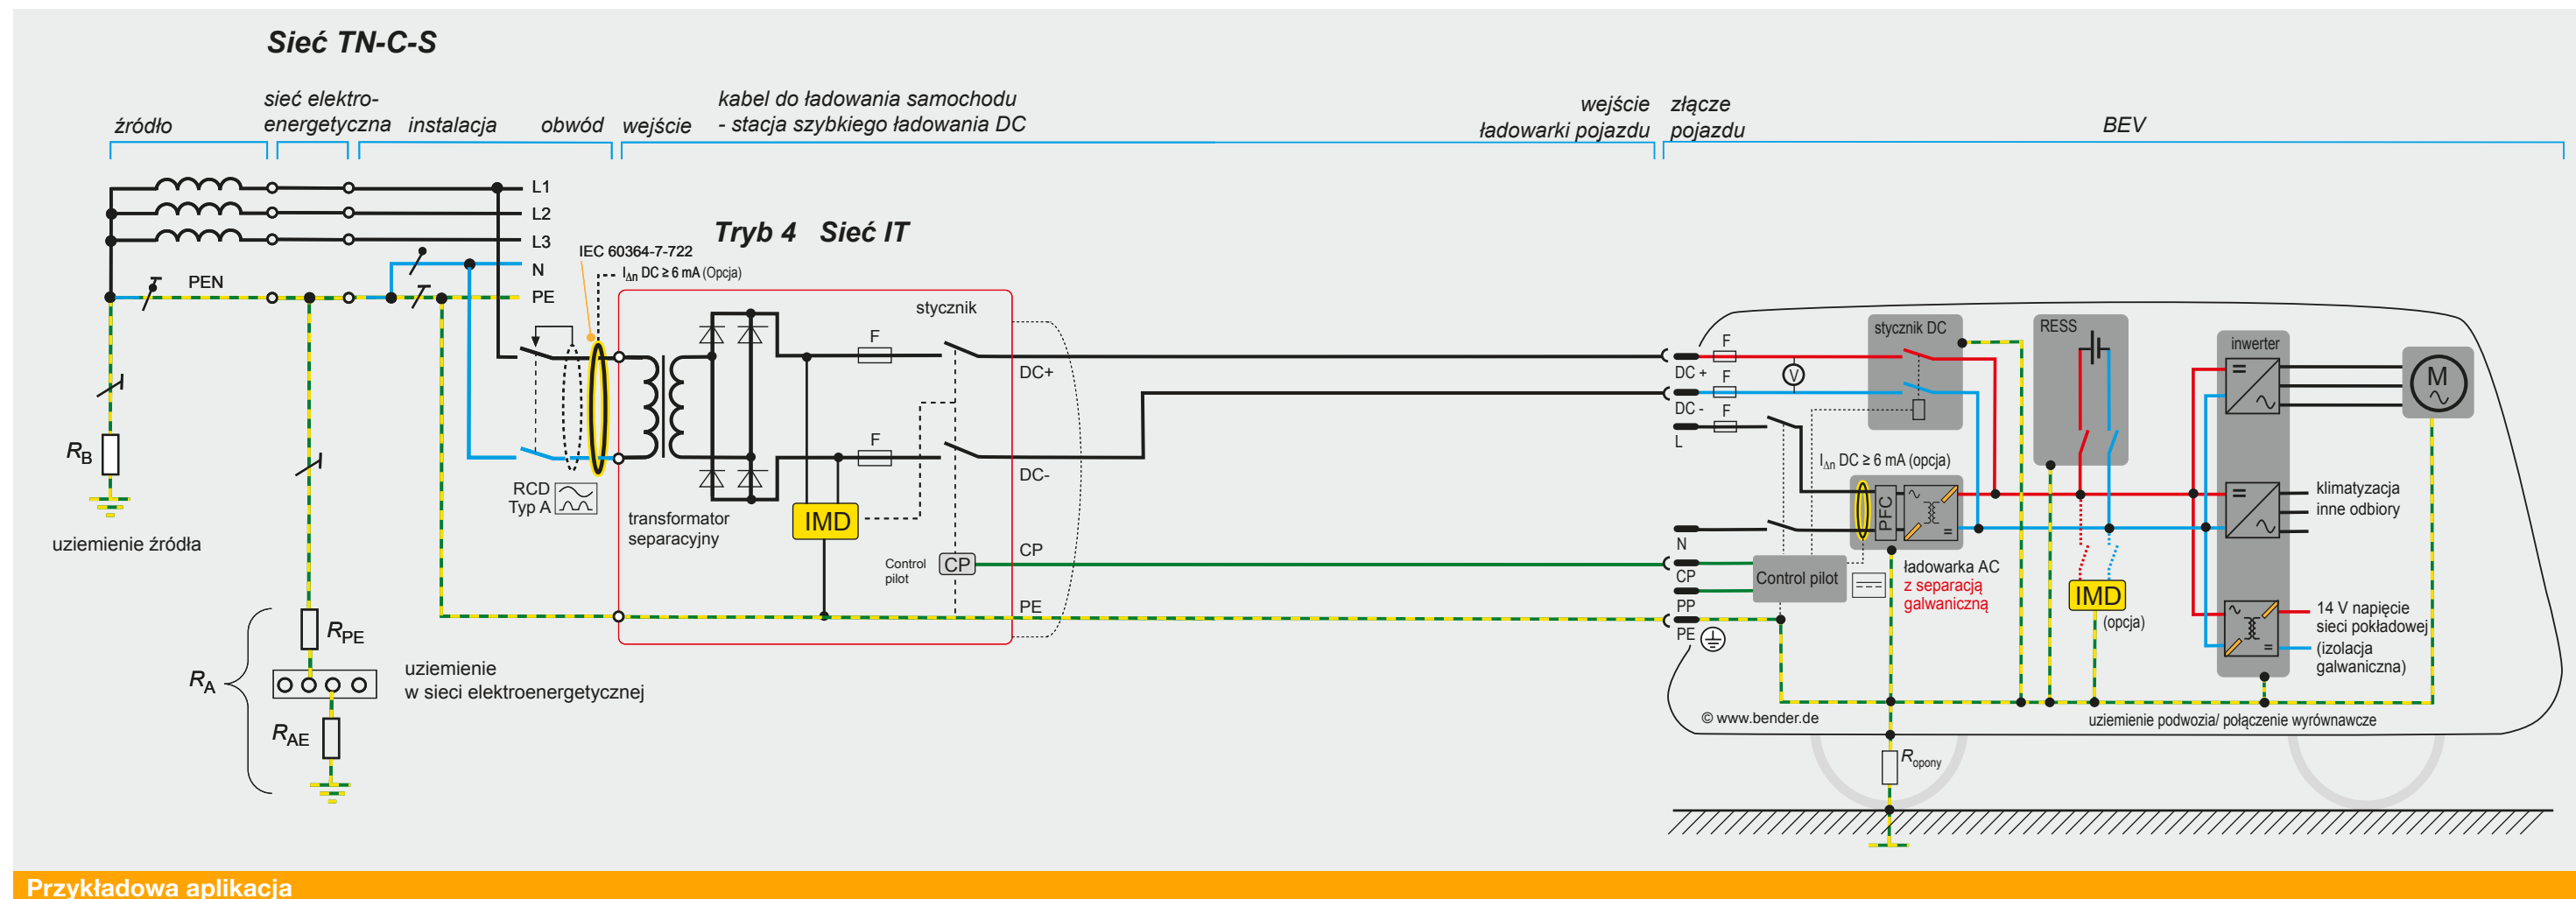 Sieć TN-C-S
źródło
sieć elektro-
energetyczna
instalacja
obwód
wejście
kabel do ładowania samochodu
- stacja szybkiego ładowania DC
wejście
ładowarki pojazdu
złącze
pojazdu
BEV
L1
L2
L3
N
PE
PEN
Tryb 4 Sieć IT
IEC 60364-7-722
IΔn DC ≥ 6 mA (Opcja)
stycznik
F
F
DC+
DC-
RB
uziemienie źródła
RCD
Typ A
transformator
separacyjny
IMD
Control
pilot
CP
CP
PE
RA
RPE
RAE
uziemienie
w sieci elektroenergetycznej
F
DC +
F
DC -
F
L
N
CP
PP
PE
V
stycznik DC
RESS
inwerter
M
IΔn DC ≥ 6 mA (opcja)
PFC
Control pilot
ładowarka AC
z separacją
galwaniczną
IMD
(opcja)
klimatyzacja
inne odbiory
14 V napięcie
sieci pokładowej
(izolacja
galwaniczna)
© www.bender.de
uziemienie podwozia/ połączenie wyrównawcze
Ropony
Przykładowa aplikacja